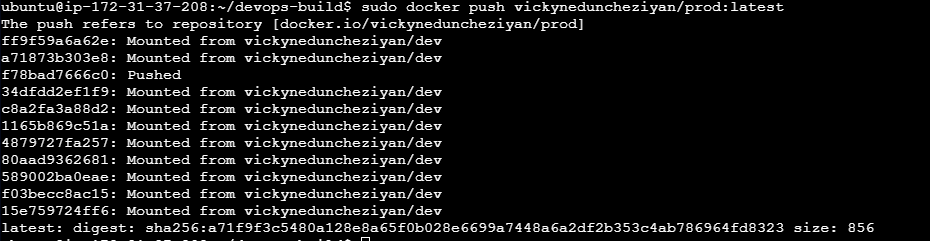 ubuntu@ip-172-31-37-208:~/devops-build$ sudo docker push vickyneduncheziyan/prod:latest
The push refers to repository [docker.io/vickyneduncheziyan/prod]
ff9f59a6a62e: Mounted from vickyneduncheziyan/dev
a71873b303e8: Mounted from vickyneduncheziyan/dev
f78bad7666c0: Pushed
34dfdd2ef1f9: Mounted from vickyneduncheziyan/dev
c8a2fa3a88d2: Mounted from vickyneduncheziyan/dev
1165b869c51a: Mounted from vickyneduncheziyan/dev
4879727fa257: Mounted from vickyneduncheziyan/dev
80aad9362681: Mounted from vickyneduncheziyan/dev
589002ba0eae: Mounted from vickyneduncheziyan/dev
f03becc8ac15: Mounted from vickyneduncheziyan/dev
15e759724ff6: Mounted from vickyneduncheziyan/dev
latest: digest: sha256:a71f9f3c5480a128e8a65f0b028e6699a7448a6a2df2b353c4ab786964fd8323 size: 856